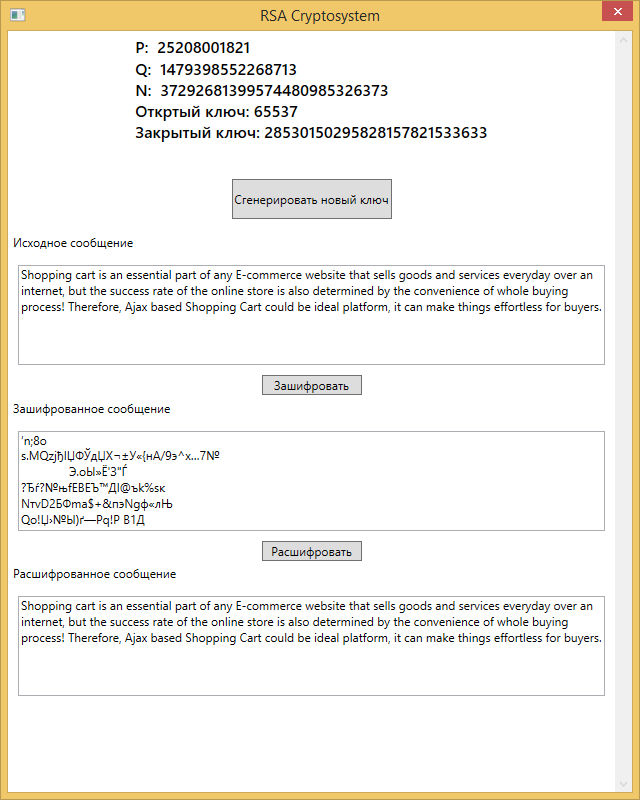 RSA Cryptosystem
P: 25208001821
Q: 1479398552268713
N: 37292681399574480985326373
Откртый ключ: 65537
Закрытый ключ: 28530150295828157821533633
Сгенерировать новый ключ
Исходное сообщение
Shopping cart is an essential part of any E-commerce website that sells goods and services everyday over an
internet, but the success rate of the online store is also determined by the convenience of whole buying
process! Therefore, Ajax based Shopping Cart could be ideal platform, it can make things effortless for buyers.
Зашифровать
Зашифрованное сообщение
'n;8o
s.MQzjђIЏФЎдЏX¬±У«{нА/9э^x...7№
Э.оЫ»Ё'З"Ѓ
?Ђѓ?№њfЕВЕЪ™ДІ@ъk%sк
NтvD2БФma$+&пэNgф«лЊ
Qo!Џ›№Ы)ґ—Pq!P B1Д
Расшифровать
Расшифрованное сообщение
Shopping cart is an essential part of any E-commerce website that sells goods and services everyday over an
internet, but the success rate of the online store is also determined by the convenience of whole buying
process! Therefore, Ajax based Shopping Cart could be ideal platform, it can make things effortless for buyers.